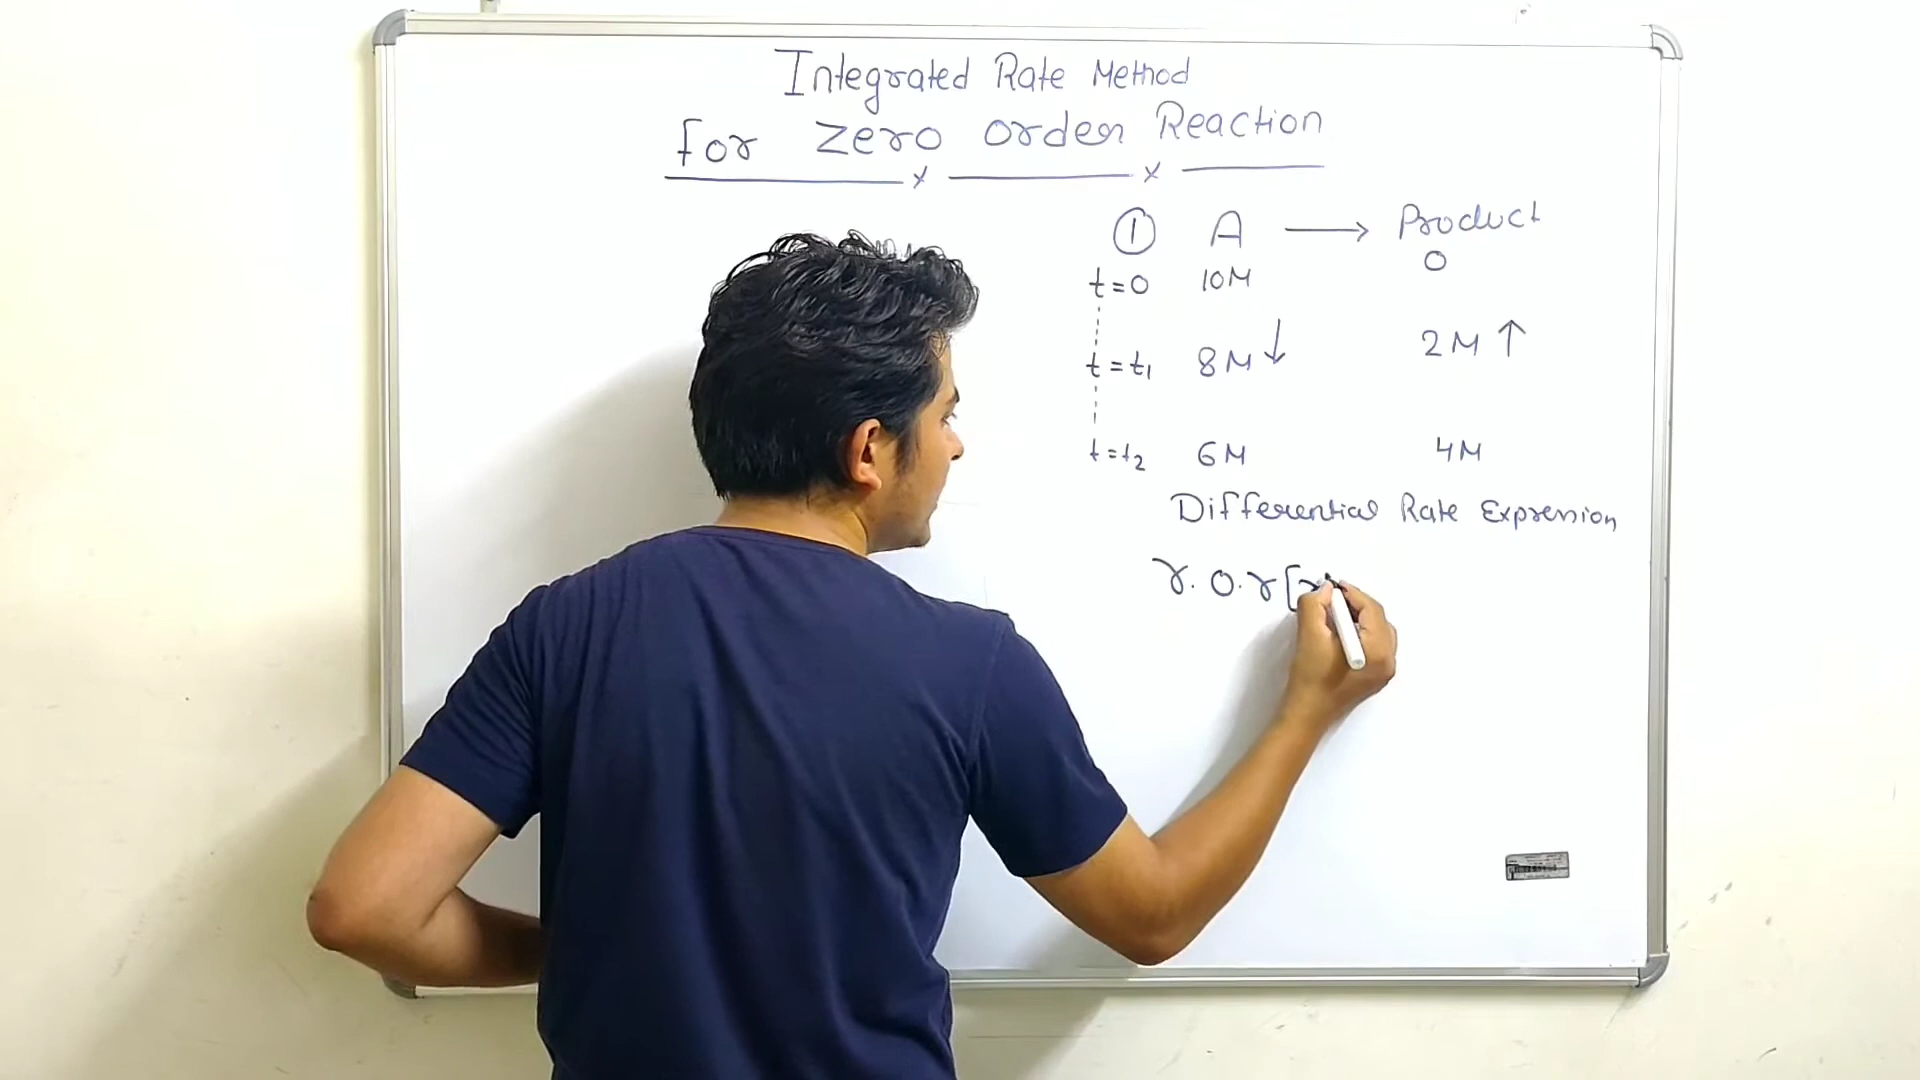 Integrated Rate Method
for zero order Reaction
① A ⟶ Product
t=0 10M 0
t=t₁ 8M↓ 2M↑
t=t₂ 6M 4M
Differential Rate Expression
r.o.r[